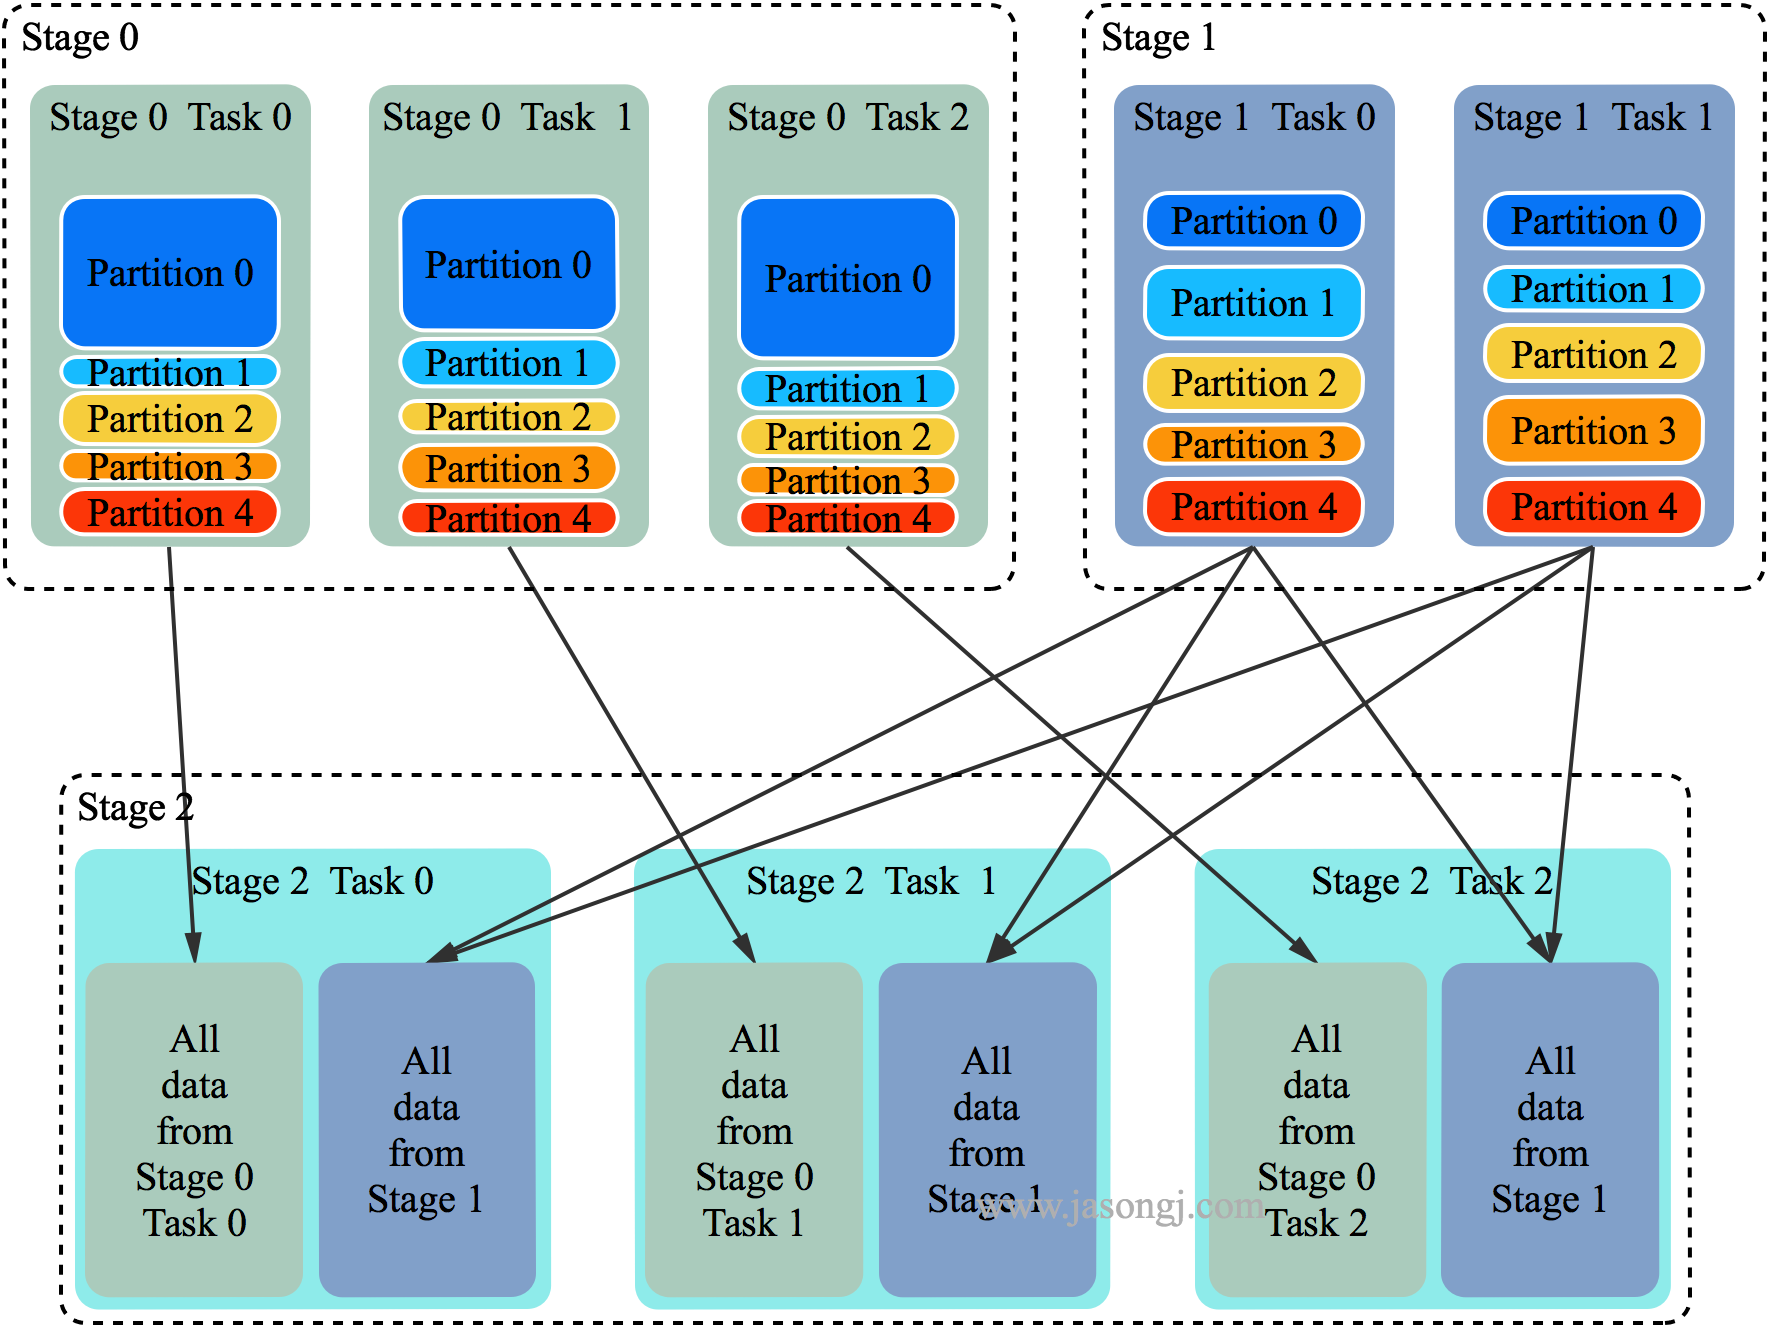 Stage 0
Stage 0 Task 0
Partition 0
Partition 1
Partition 2
Partition 3
Partition 4
Stage 0 Task 1
Partition 0
Partition 1
Partition 2
Partition 3
Partition 4
Stage 0 Task 2
Partition 0
Partition 1
Partition 2
Partition 3
Partition 4
Stage 1
Stage 1 Task 0
Partition 0
Partition 1
Partition 2
Partition 3
Partition 4
Stage 1 Task 1
Partition 0
Partition 1
Partition 2
Partition 3
Partition 4
Stage 2
Stage 2 Task 0
All
data
from
Stage 0
Task 0
All
data
from
Stage 1
Stage 2 Task 1
All
data
from
Stage 0
Task 1
All
data
from
Stage 1
Stage 2 Task 2
All
data
from
Stage 0
Task 2
All
data
from
Stage 1
www.jasongj.com